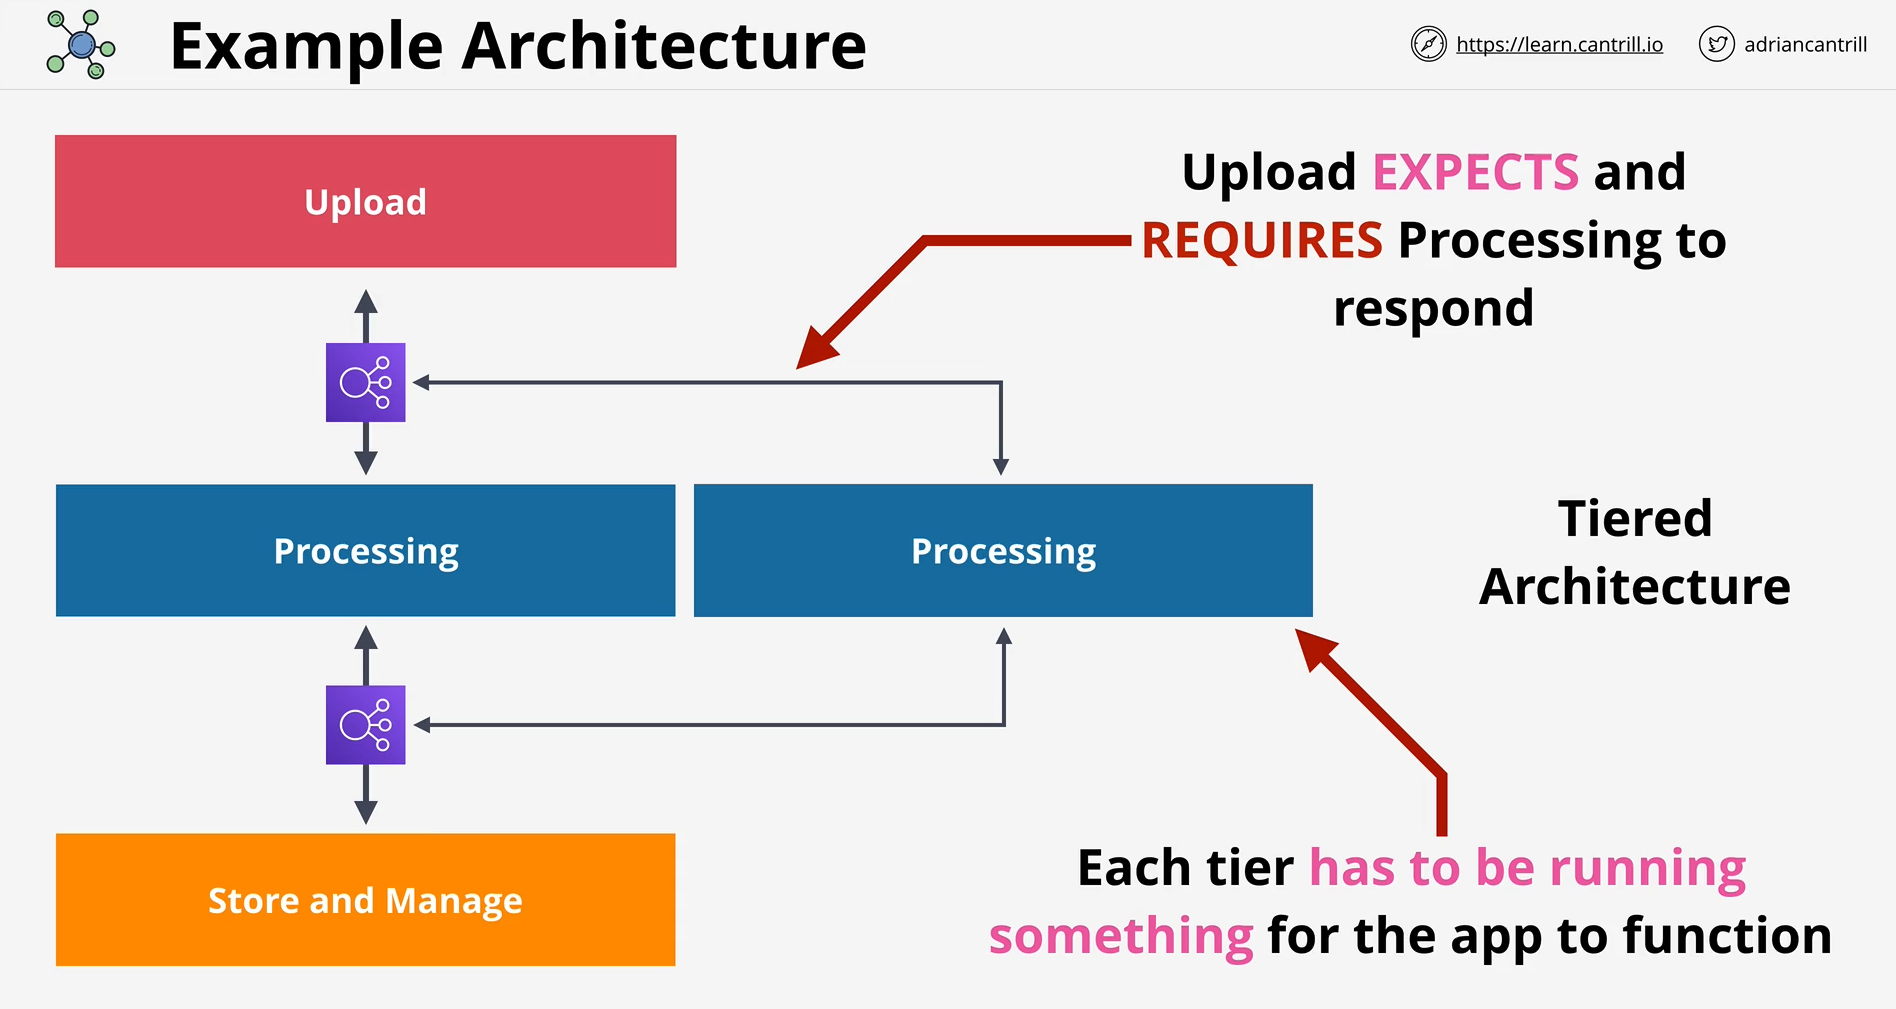 Example Architecture
https://learn.cantrill.io
adriancantrill
Upload
Upload EXPECTS and
REQUIRES Processing to
respond
Processing
Processing
Tiered
Architecture
Store and Manage
Each tier has to be running
something for the app to function